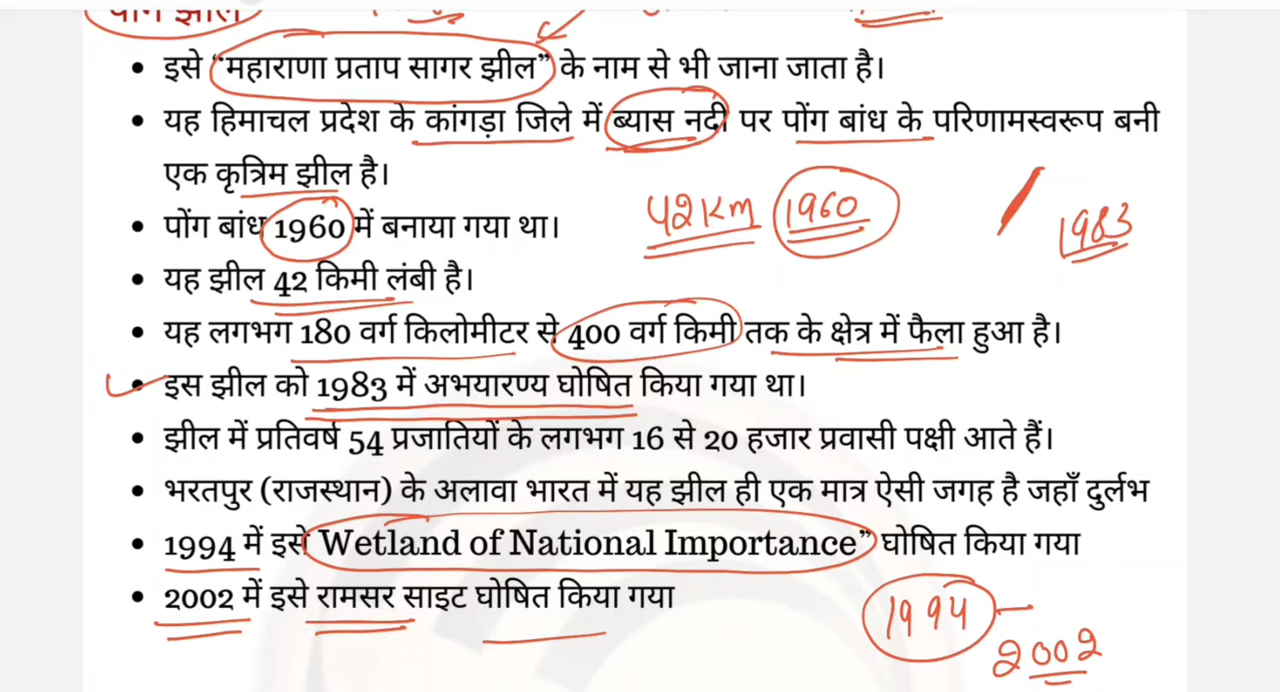 पोंग झील
• इसे “महाराणा प्रताप सागर झील” के नाम से भी जाना जाता है।
• यह हिमाचल प्रदेश के कांगड़ा जिले में ब्यास नदी पर पोंग बांध के परिणामस्वरूप बनी
एक कृत्रिम झील है।
• पोंग बांध 1960 में बनाया गया था।
42KM 1960
1983
• यह झील 42 किमी लंबी है।
• यह लगभग 180 वर्ग किलोमीटर से 400 वर्ग किमी तक के क्षेत्र में फैला हुआ है।
• इस झील को 1983 में अभयारण्य घोषित किया गया था।
• झील में प्रतिवर्ष 54 प्रजातियों के लगभग 16 से 20 हजार प्रवासी पक्षी आते हैं।
• भरतपुर (राजस्थान) के अलावा भारत में यह झील ही एक मात्र ऐसी जगह है जहाँ दुर्लभ
• 1994 में इसे Wetland of National Importance” घोषित किया गया
• 2002 में इसे रामसर साइट घोषित किया गया
1994 –
2002